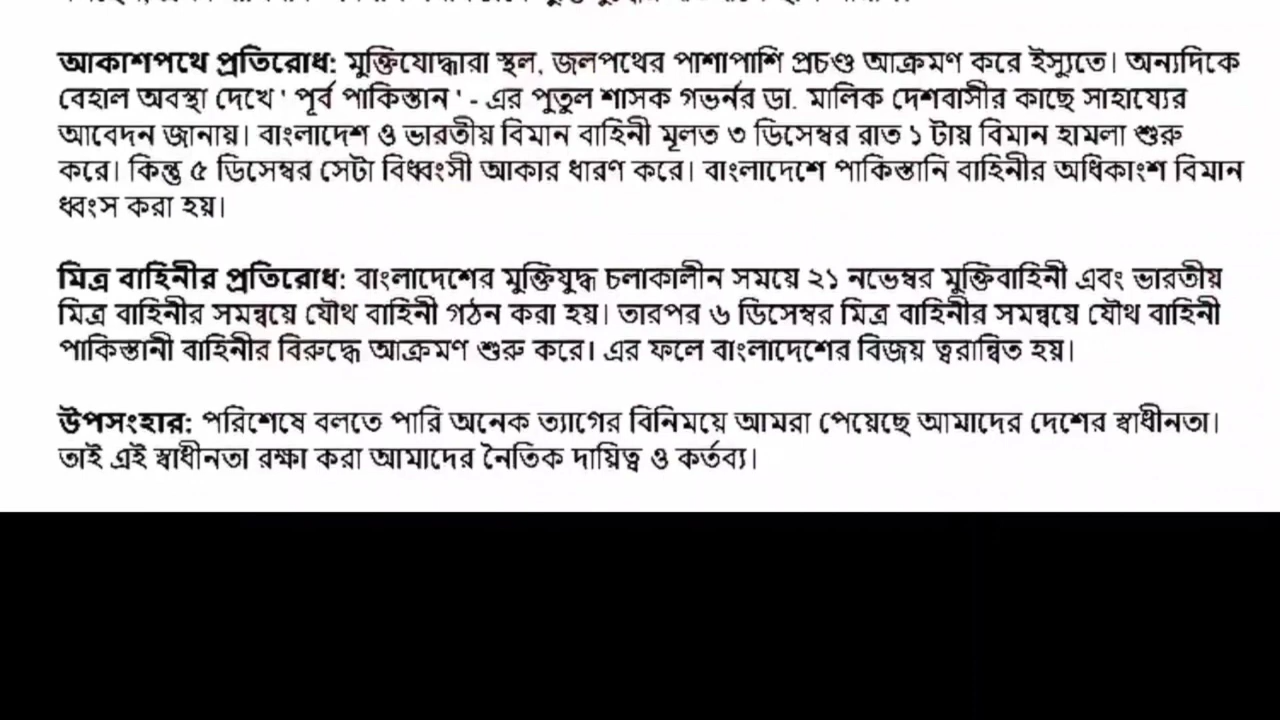 আকাশপথে প্রতিরোধ: মুক্তিযোদ্ধারা স্থল, জলপথের পাশাপাশি প্রচণ্ড আক্রমণ করে ইস্যুতে। অন্যদিকে
বেহাল অবস্থা দেখে ' পূর্ব পাকিস্তান ' - এর পুতুল শাসক গভর্নর ডা. মালিক দেশবাসীর কাছে সাহায্যের
আবেদন জানায়। বাংলাদেশ ও ভারতীয় বিমান বাহিনী মূলত ৩ ডিসেম্বর রাত ১ টায় বিমান হামলা শুরু
করে। কিন্তু ৫ ডিসেম্বর সেটা বিধ্বংসী আকার ধারণ করে। বাংলাদেশে পাকিস্তানি বাহিনীর অধিকাংশ বিমান
ধ্বংস করা হয়।
মিত্র বাহিনীর প্রতিরোধ: বাংলাদেশের মুক্তিযুদ্ধ চলাকালীন সময়ে ২১ নভেম্বর মুক্তিবাহিনী এবং ভারতীয়
মিত্র বাহিনীর সমন্বয়ে যৌথ বাহিনী গঠন করা হয়। তারপর ৬ ডিসেম্বর মিত্র বাহিনীর সমন্বয়ে যৌথ বাহিনী
পাকিস্তানী বাহিনীর বিরুদ্ধে আক্রমণ শুরু করে। এর ফলে বাংলাদেশের বিজয় ত্বরান্বিত হয়।
উপসংহার: পরিশেষে বলতে পারি অনেক ত্যাগের বিনিময়ে আমরা পেয়েছে আমাদের দেশের স্বাধীনতা।
তাই এই স্বাধীনতা রক্ষা করা আমাদের নৈতিক দায়িত্ব ও কর্তব্য।